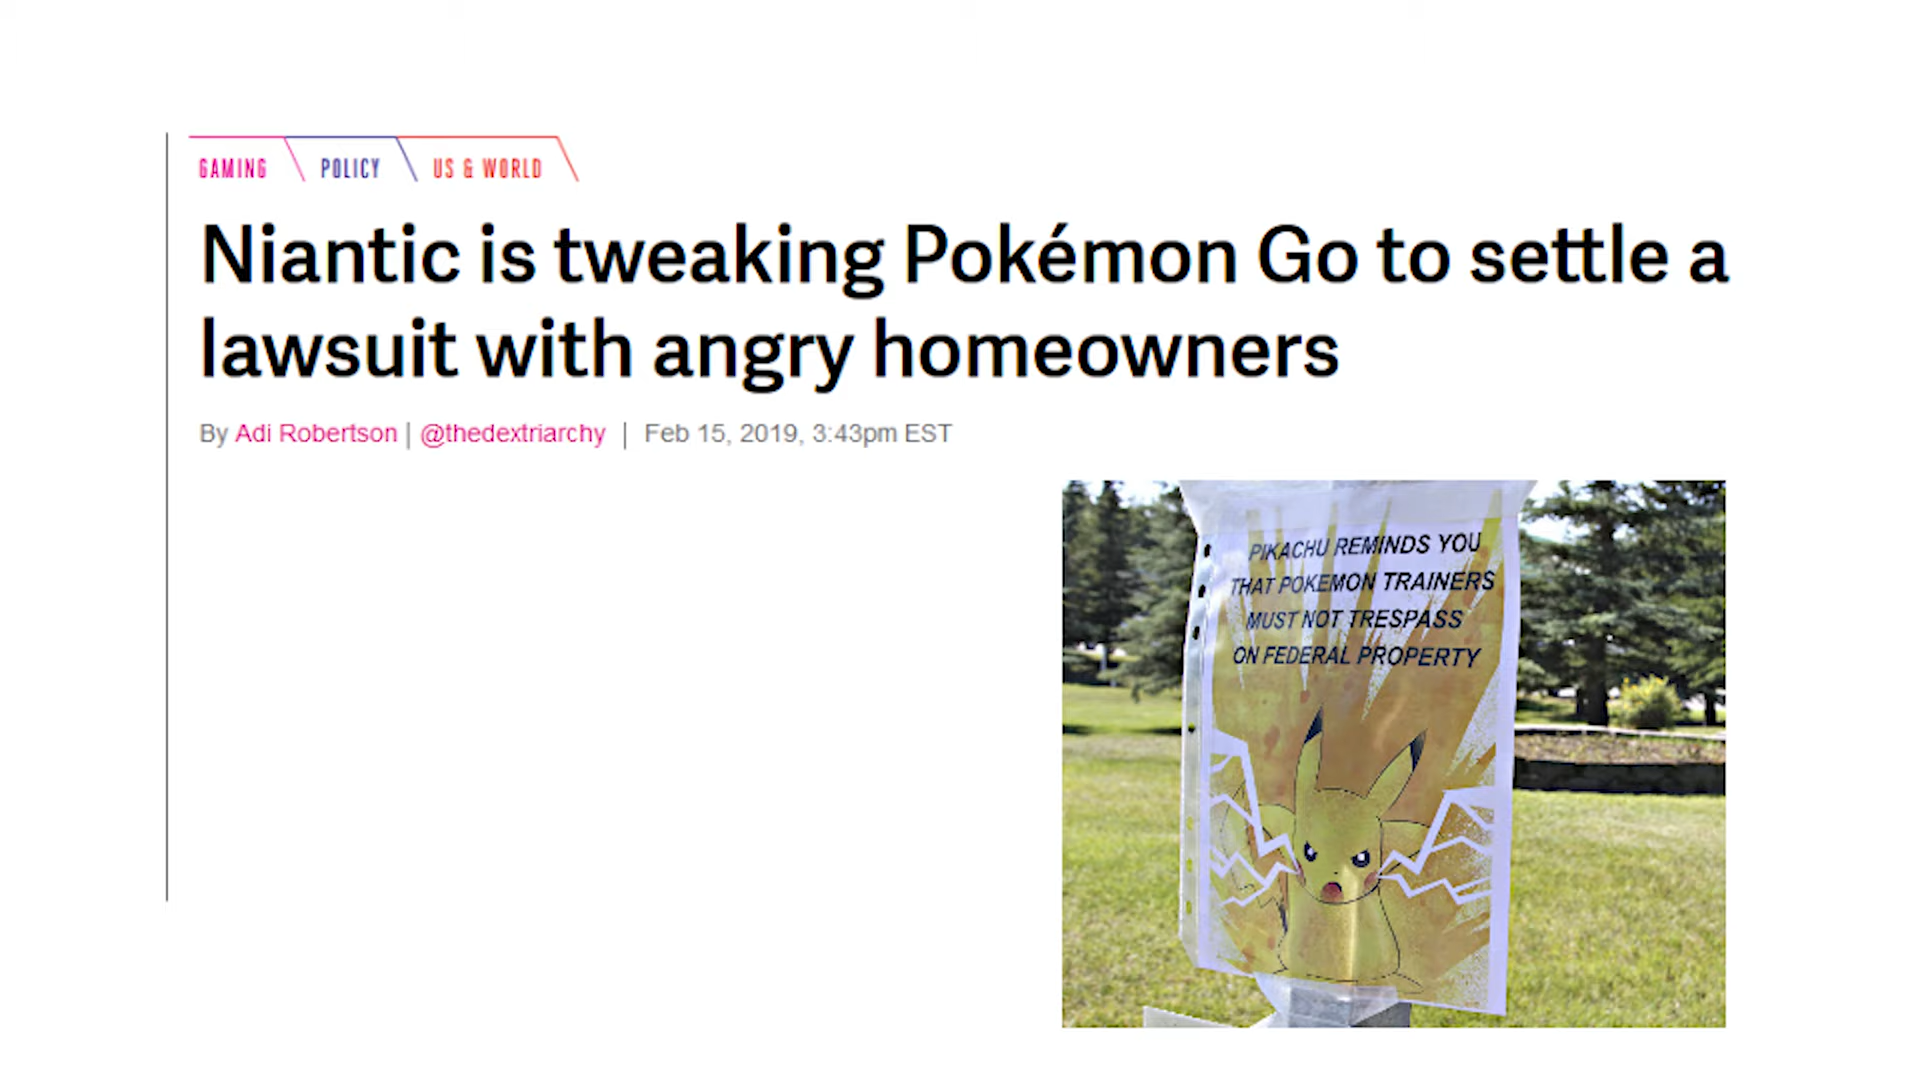 GAMING POLICY US & WORLD
Niantic is tweaking Pokémon Go to settle a
lawsuit with angry homeowners
By Adi Robertson | @thedextriarchy | Feb 15, 2019, 3:43pm EST
PIKACHU REMINDS YOU
THAT POKEMON TRAINERS
MUST NOT TRESPASS
ON FEDERAL PROPERTY